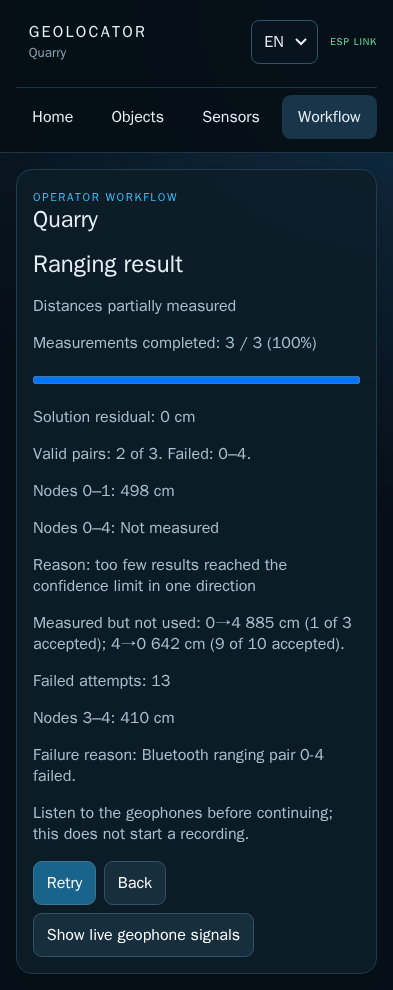 GEOLOCATOR
Quarry
EN
ESP LINK
Home
Objects
Sensors
Workflow
OPERATOR WORKFLOW
Quarry
Ranging result
Distances partially measured
Measurements completed: 3 / 3 (100%)
Solution residual: 0 cm
Valid pairs: 2 of 3. Failed: 0–4.
Nodes 0–1: 498 cm
Nodes 0–4: Not measured
Reason: too few results reached the
confidence limit in one direction
Measured but not used: 0→4 885 cm (1 of 3
accepted); 4→0 642 cm (9 of 10 accepted).
Failed attempts: 13
Nodes 3–4: 410 cm
Failure reason: Bluetooth ranging pair 0-4
failed.
Listen to the geophones before continuing;
this does not start a recording.
Retry
Back
Show live geophone signals